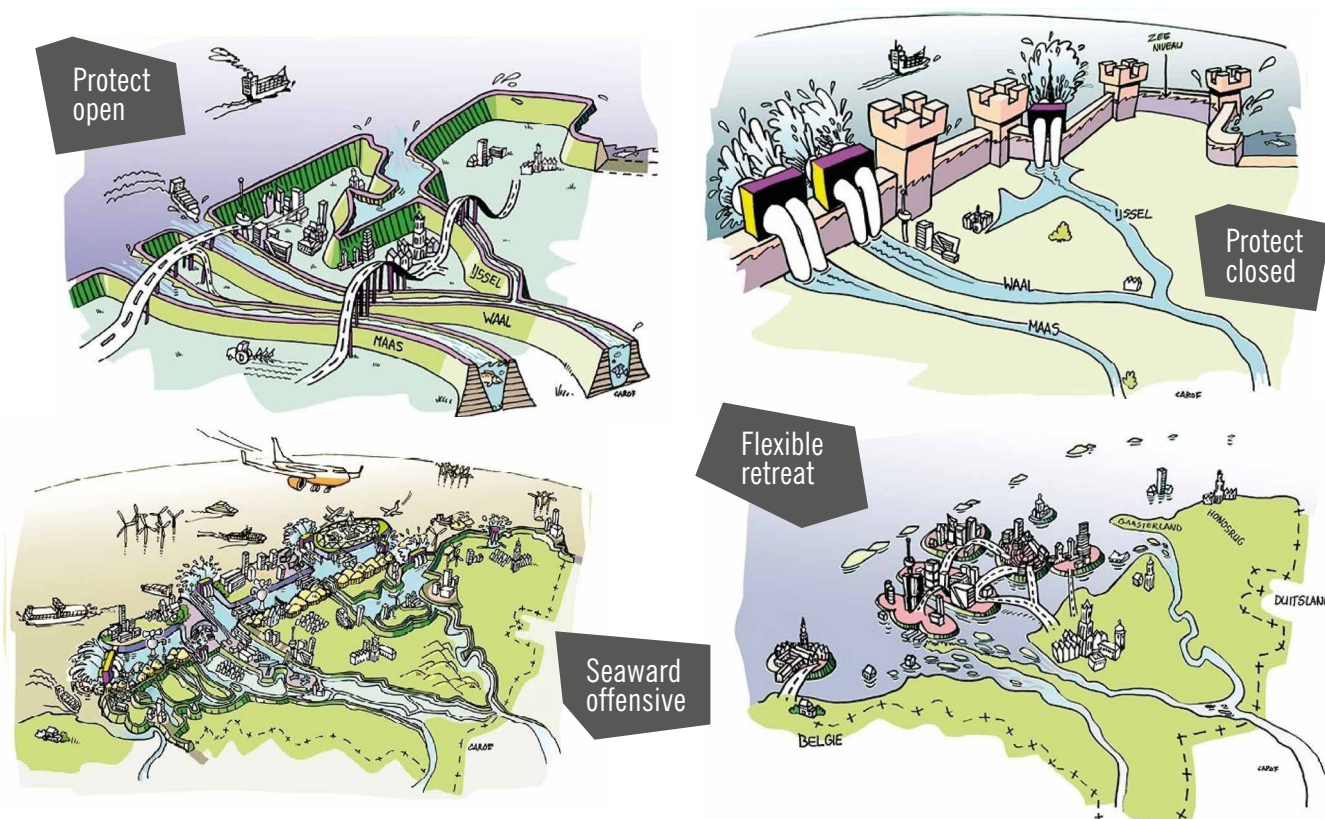 Protect
open
IJSSEL
WAAL
MAAS
CAROF
Protect
closed
ZEE
NIVEAU
IJSSEL
WAAL
MAAS
CAROF
Seaward
offensive
CAROF
Flexible
retreat
GAASTERLAND
HONDSRUG
DUITSLAND
BELGIE
CAROF